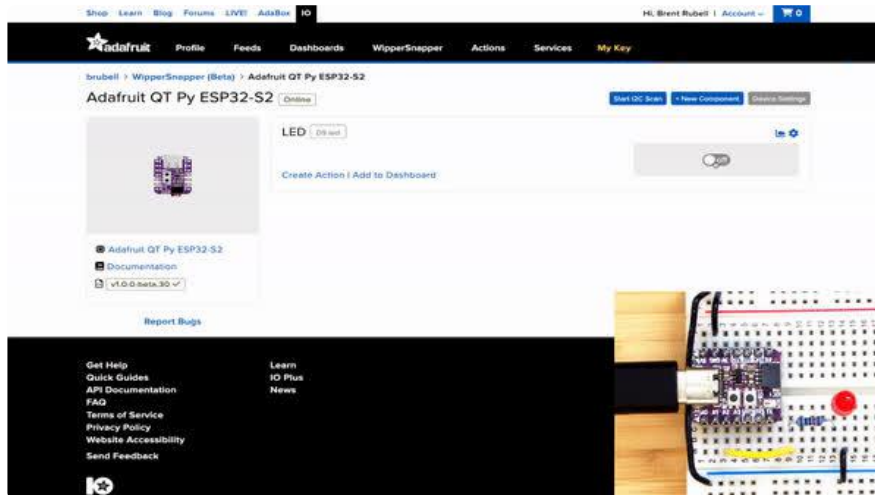 Shop Learn Blog Forums LIVE! AdaBox IO
Hi, Brent Rubell | Account 0
adafruit Profile Feeds Dashboards WipperSnapper Actions Services My Key
brubell > WipperSnapper (Beta) > Adafruit QT Py ESP32-S2
Adafruit QT Py ESP32-S2 Online
Start I2C Scan + New Component Device Settings
LED
Off
Create Action | Add to Dashboard
Adafruit QT Py ESP32-S2
Documentation
v1.0.0-beta.30 ✓
Report Bugs
Get Help
Quick Guides
API Documentation
FAQ
Terms of Service
Privacy Policy
Website Accessibility
Send Feedback
Learn
IO Plus
News